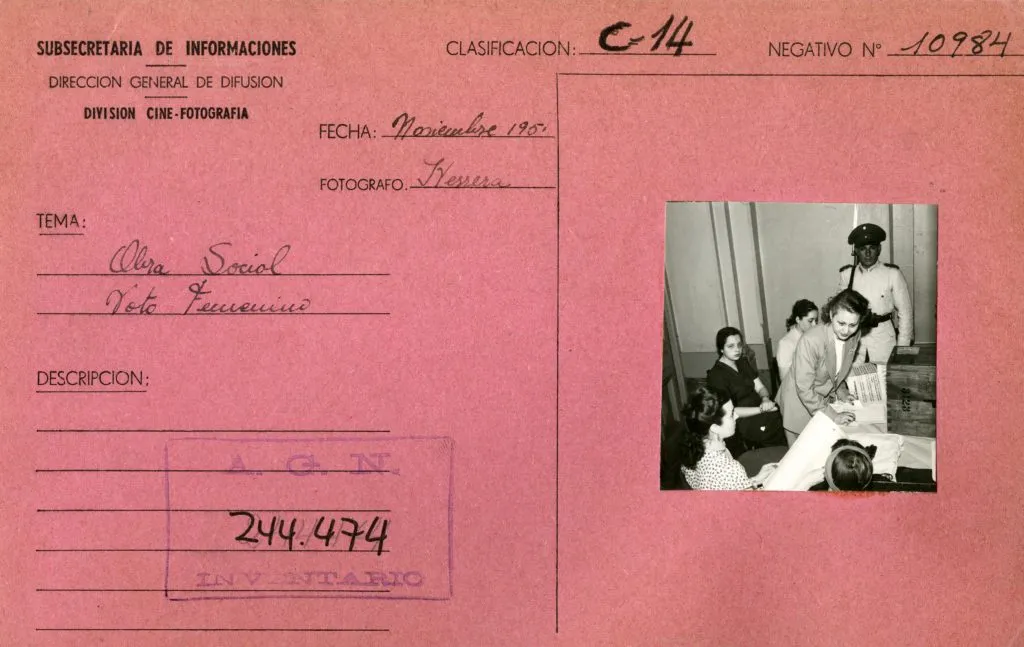 SUBSECRETARIA DE INFORMACIONES
DIRECCION GENERAL DE DIFUSION
DIVISION CINE-FOTOGRAFIA
CLASIFICACION: C-14
NEGATIVO Nº 10984
FECHA: Noviembre 1951
FOTOGRAFO. Herrera
TEMA:
Obra Social
Voto Femenino
DESCRIPCION:
A. G. N.
244.474
INVENTARIO